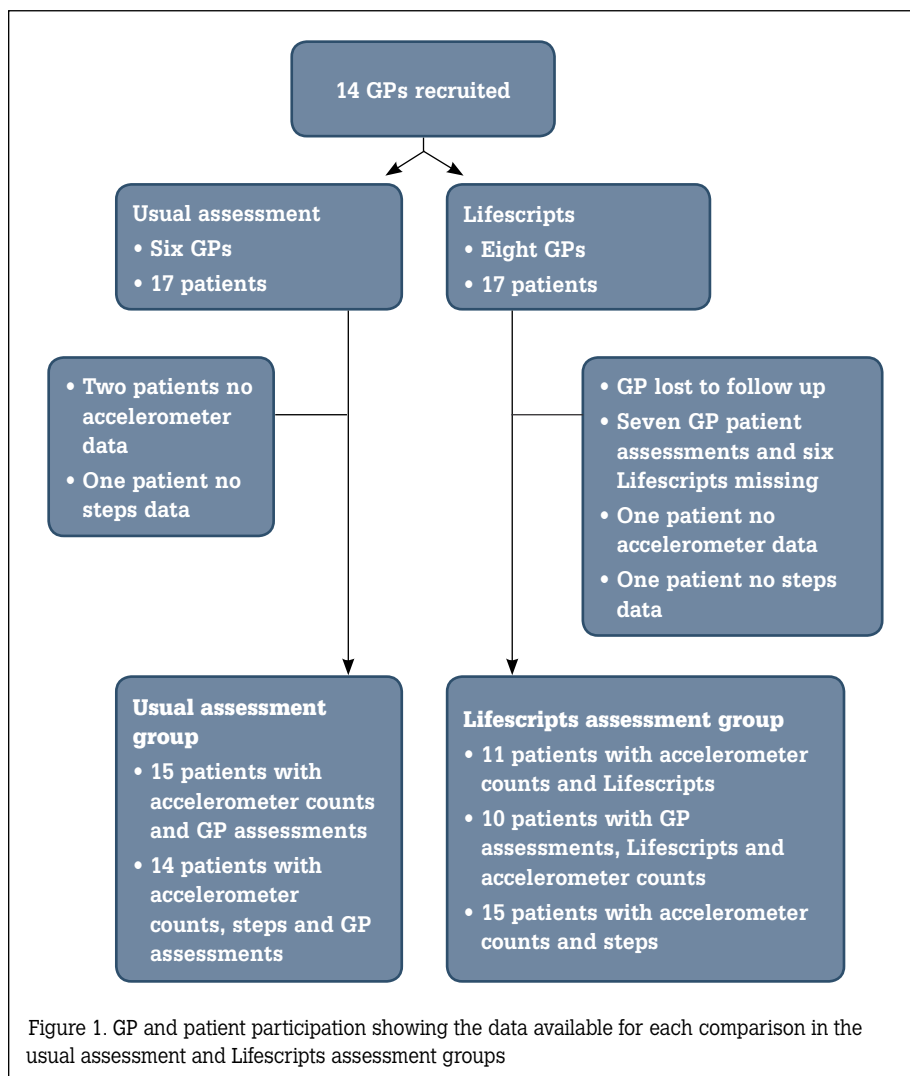 14 GPs recruited
Usual assessment
• Six GPs
• 17 patients
Lifescripts
• Eight GPs
• 17 patients
• Two patients no
accelerometer
data
• One patient no
steps data
• GP lost to follow up
• Seven GP patient
assessments and six
Lifescripts missing
• One patient no
accelerometer data
• One patient no steps
data
Usual assessment
group
• 15 patients with
accelerometer counts
and GP assessments
• 14 patients with
accelerometer
counts, steps and GP
assessments
Lifescripts assessment group
• 11 patients with accelerometer
counts and Lifescripts
• 10 patients with GP
assessments, Lifescripts and
accelerometer counts
• 15 patients with accelerometer
counts and steps
Figure 1. GP and patient participation showing the data available for each comparison in the
usual assessment and Lifescripts assessment groups